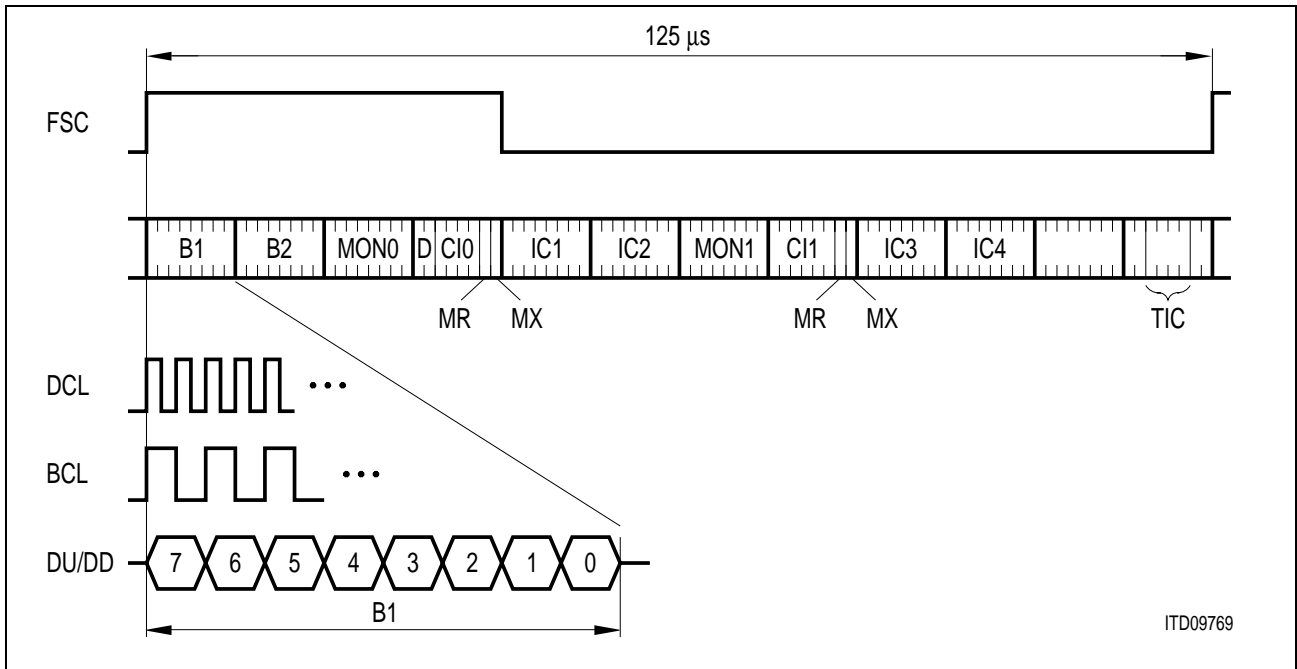 125 µs
FSC
B1 B2 MON0 D CI0 IC1 IC2 MON1 CI1 IC3 IC4
MR MX MR MX TIC
DCL
BCL
DU/DD 7 6 5 4 3 2 1 0
B1
ITD09769